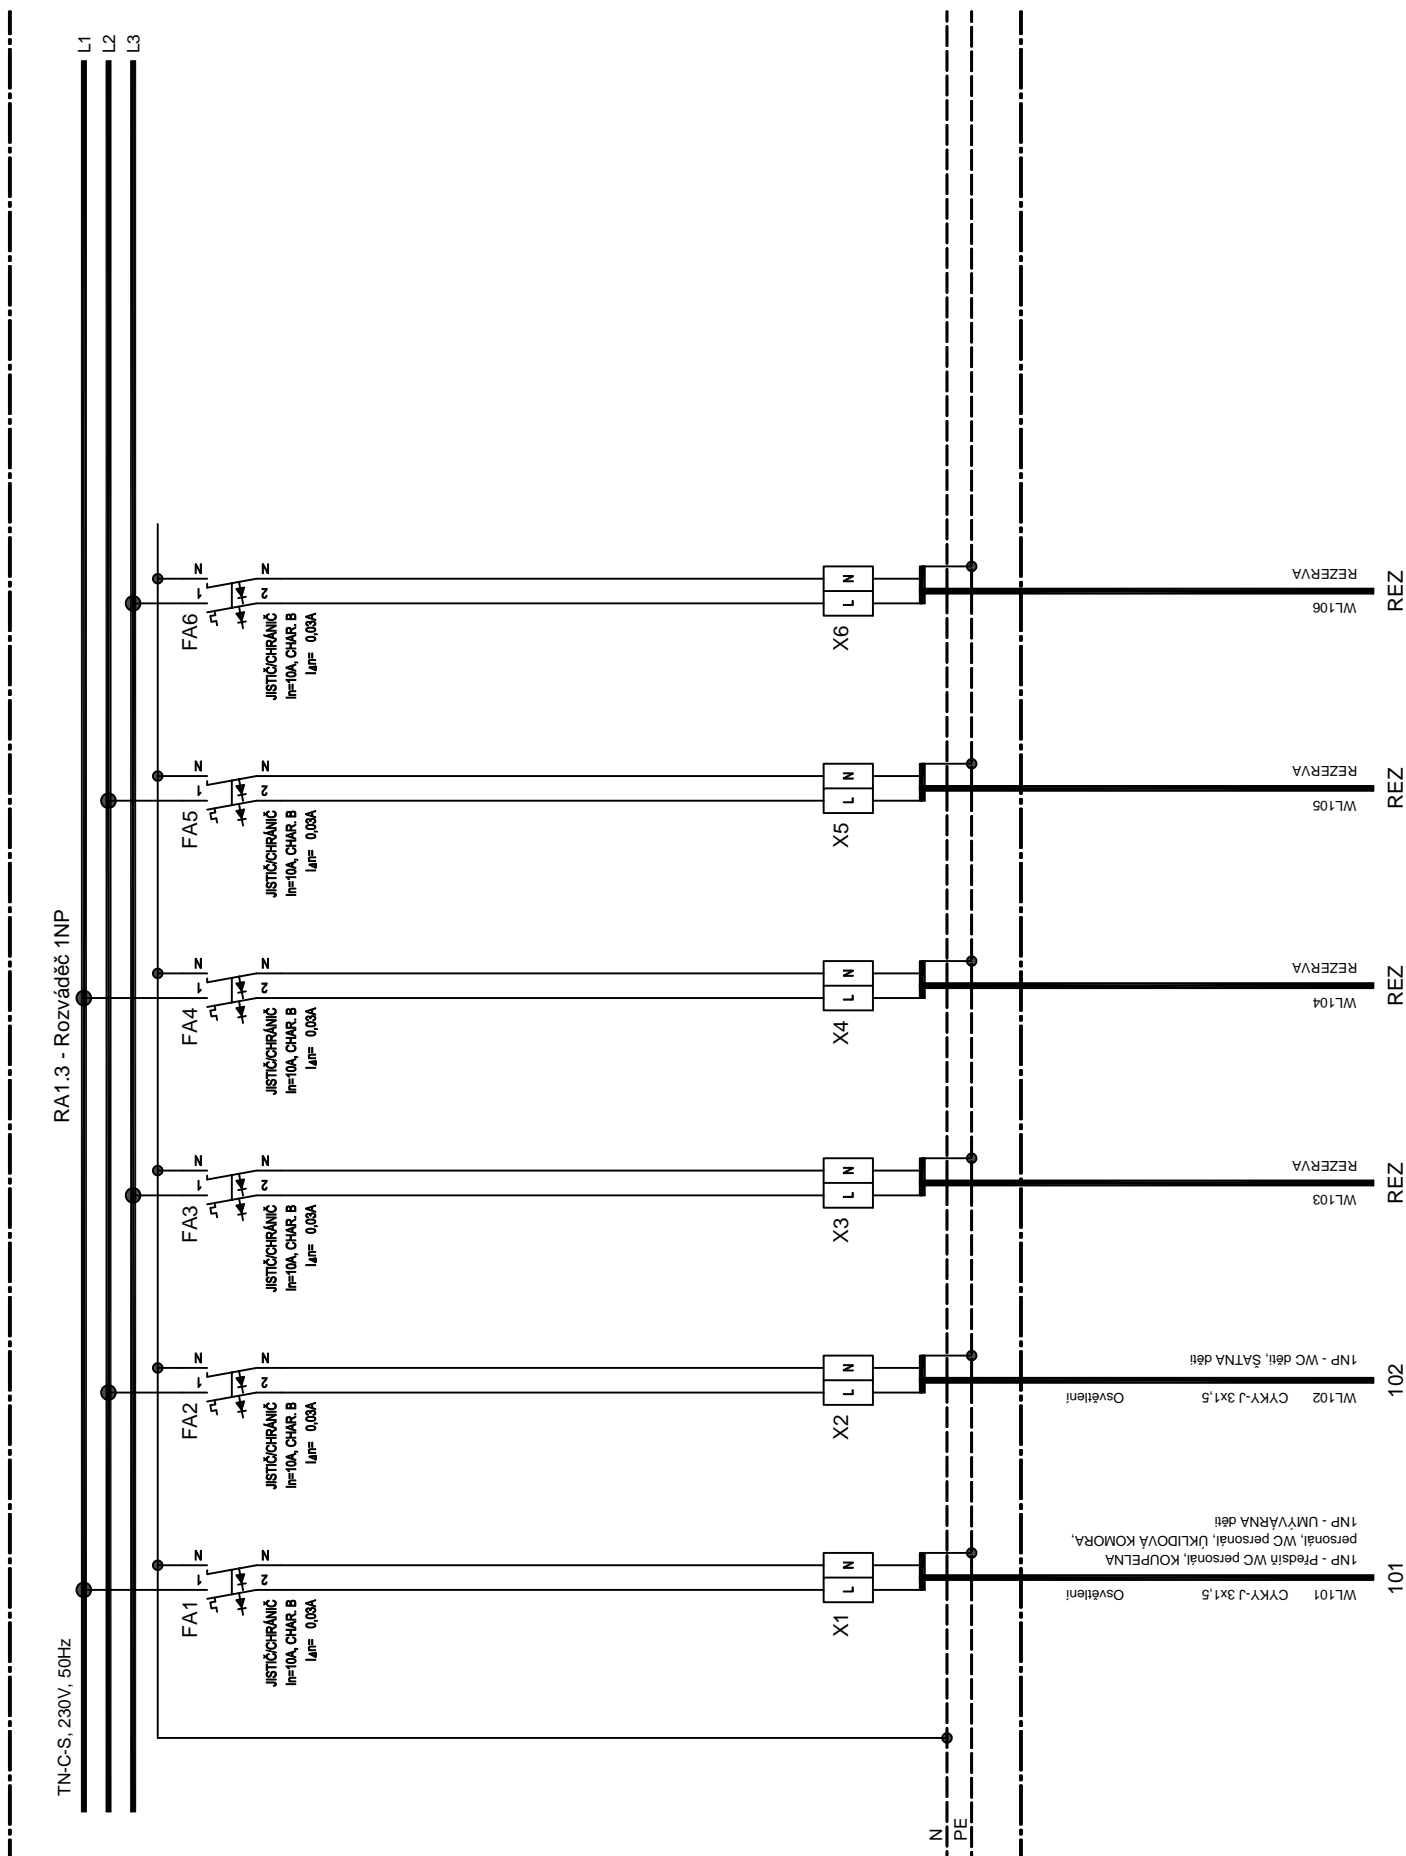 RA1.3 - Rozváděč 1NP
TN-C-S, 230V, 50Hz
L1
L2
L3
FA1
1 N
2 N
JISTIČ/CHRÁNIČ
In=10A, CHAR. B
IΔn= 0,03A
FA2
1 N
2 N
JISTIČ/CHRÁNIČ
In=10A, CHAR. B
IΔn= 0,03A
FA3
1 N
2 N
JISTIČ/CHRÁNIČ
In=10A, CHAR. B
IΔn= 0,03A
FA4
1 N
2 N
JISTIČ/CHRÁNIČ
In=10A, CHAR. B
IΔn= 0,03A
FA5
1 N
2 N
JISTIČ/CHRÁNIČ
In=10A, CHAR. B
IΔn= 0,03A
FA6
1 N
2 N
JISTIČ/CHRÁNIČ
In=10A, CHAR. B
IΔn= 0,03A
X1 L N
X2 L N
X3 L N
X4 L N
X5 L N
X6 L N
N
PE
WL101 CYKY-J 3x1,5 Osvětlení
1NP - Předsíň WC personál, KOUPELNA
personál, WC personál, ÚKLIDOVÁ KOMORA,
1NP - UMÝVÁRNA dětí
101
WL102 CYKY-J 3x1,5 Osvětlení
1NP - WC dětí, ŠATNA dětí
102
WL103
REZERVA
REZ
WL104
REZERVA
REZ
WL105
REZERVA
REZ
WL106
REZERVA
REZ